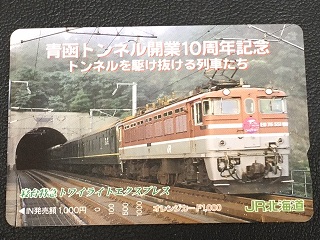 青函トンネル開業10周年記念
トンネルを駆け抜ける列車たち
寝台特急トワイライトエクスプレス
◀IN発売額1,000円
0
500
1000
オレンジカード1,000
JR北海道